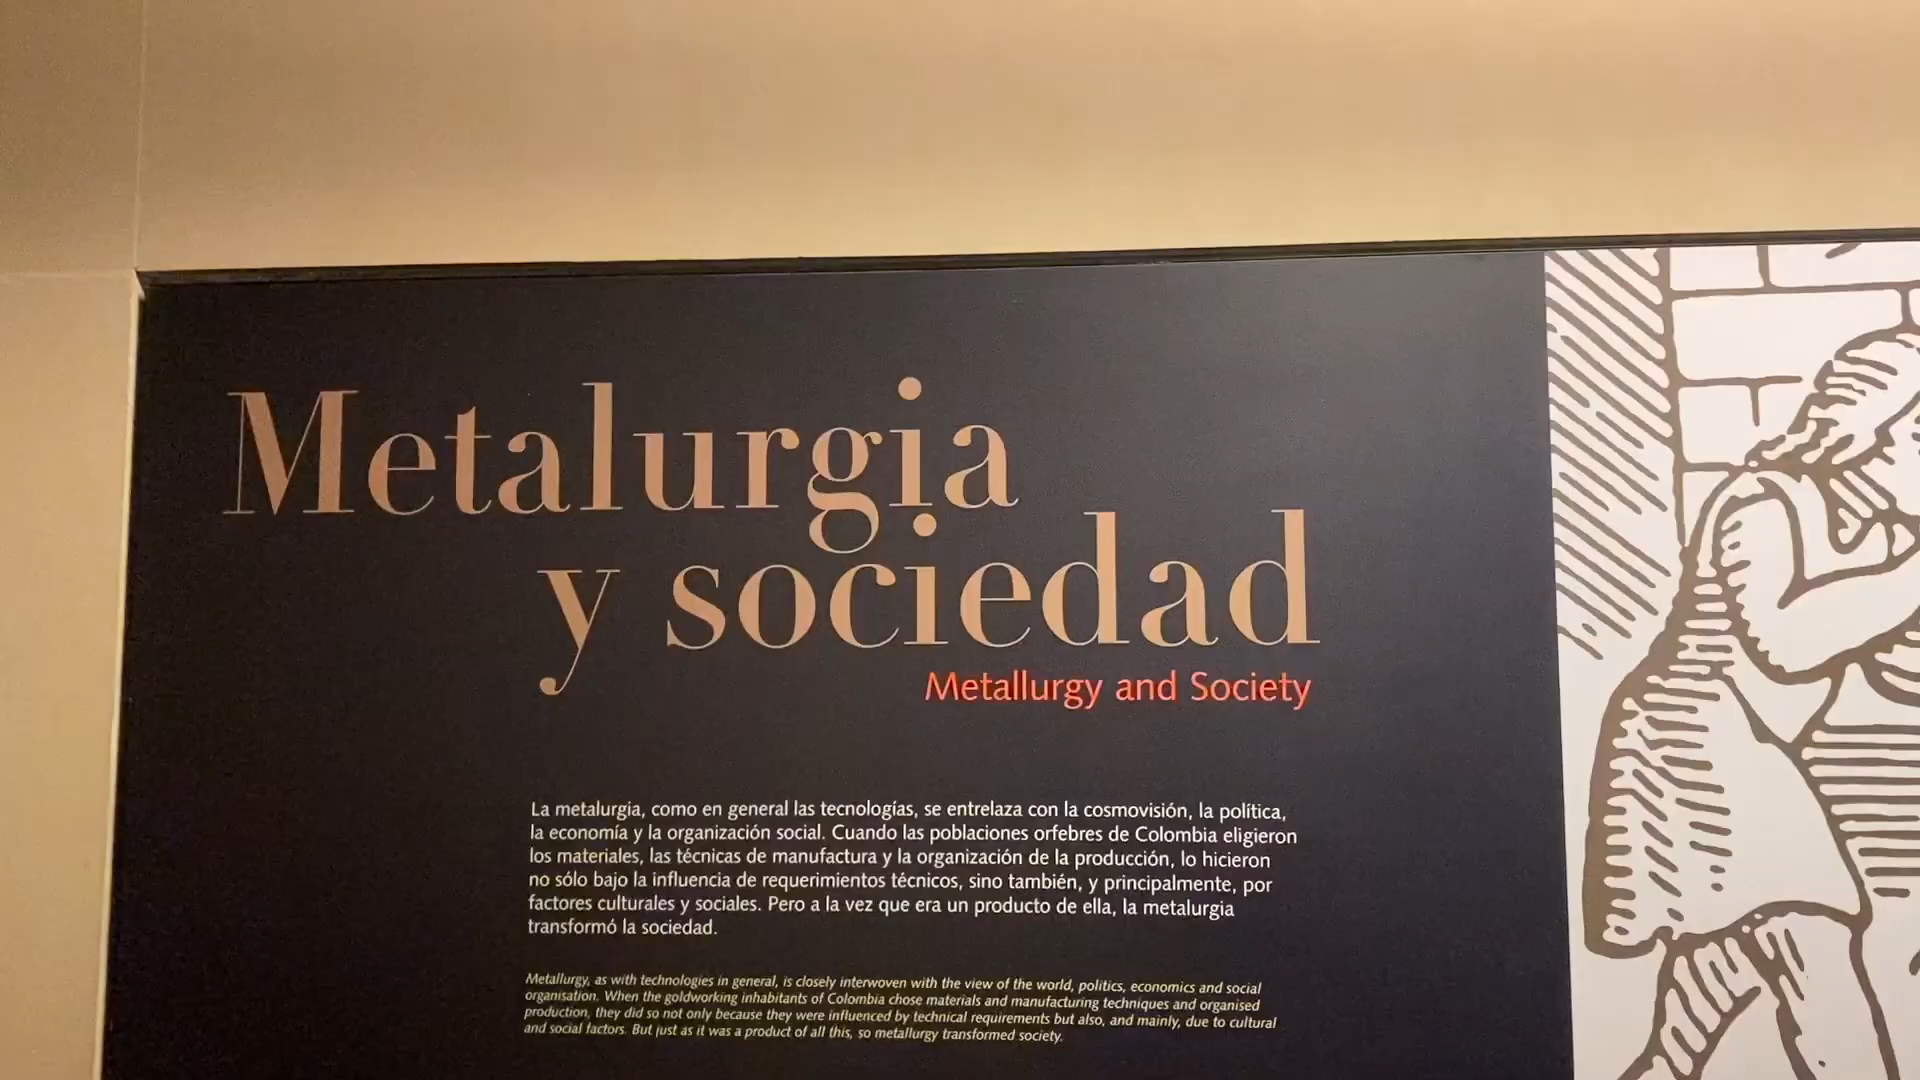 Metalurgia
y sociedad
Metallurgy and Society
La metalurgia, como en general las tecnologías, se entrelaza con la cosmovisión, la política,
la economía y la organización social. Cuando las poblaciones orfebres de Colombia eligieron
los materiales, las técnicas de manufactura y la organización de la producción, lo hicieron
no sólo bajo la influencia de requerimientos técnicos, sino también, y principalmente, por
factores culturales y sociales. Pero a la vez que era un producto de ella, la metalurgia
transformó la sociedad.
Metallurgy, as with technologies in general, is closely interwoven with the view of the world, politics, economics and social
organisation. When the goldworking inhabitants of Colombia chose materials and manufacturing techniques and organised
production, they did so not only because they were influenced by technical requirements but also, and mainly, due to cultural
and social factors. But just as it was a product of all this, so metallurgy transformed society.